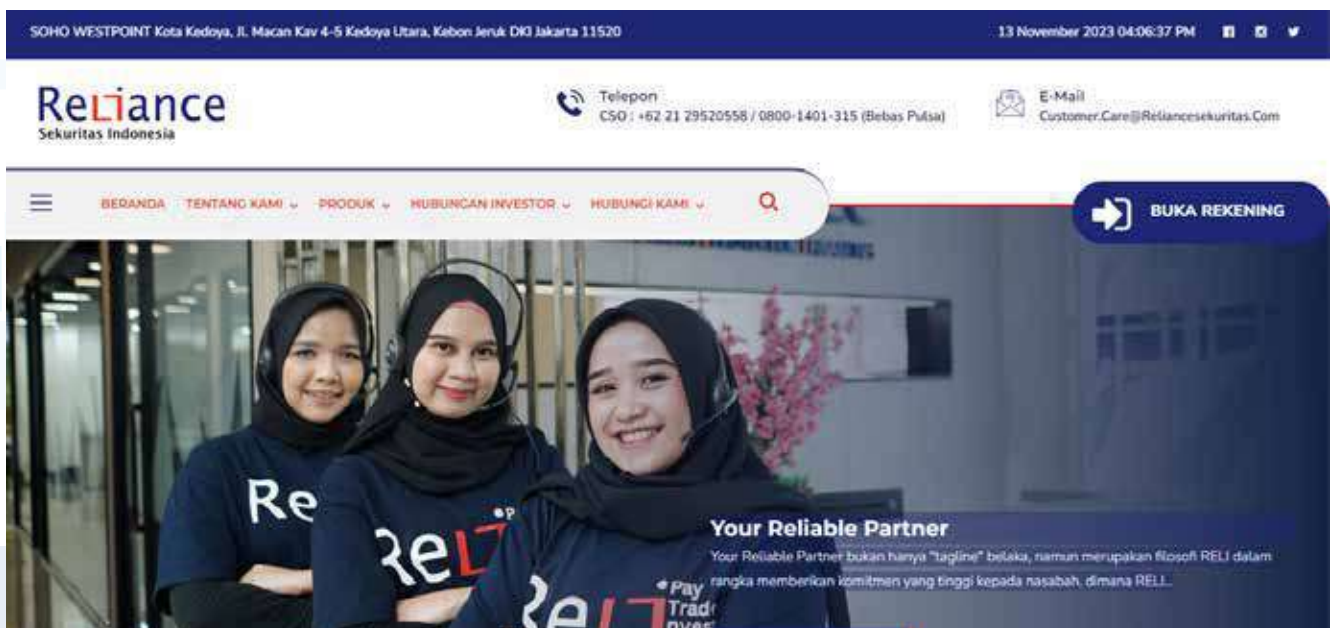 SOHO WESTPOINT Kota Kedoya, Jl. Macan Kav 4-5 Kedoya Utara, Kebon Jeruk DKI Jakarta 11520
13 November 2023 04:06:37 PM
Reliance
Sekuritas Indonesia
Telepon
CSO : +62 21 29520558 / 0800-1401-315 (Bebas Pulsa)
E-Mail
Customer.Care@Reliancesekuritas.Com
BERANDA TENTANG KAMI PRODUK HUBUNGAN INVESTOR HUBUNGI KAMI
BUKA REKENING
Your Reliable Partner
Your Reliable Partner bukan hanya "tagline" belaka, namun merupakan filosofi RELI dalam
rangka memberikan komitmen yang tinggi kepada nasabah, dimana RELI...
Re
ReLI
ReLI
Pay
Trade